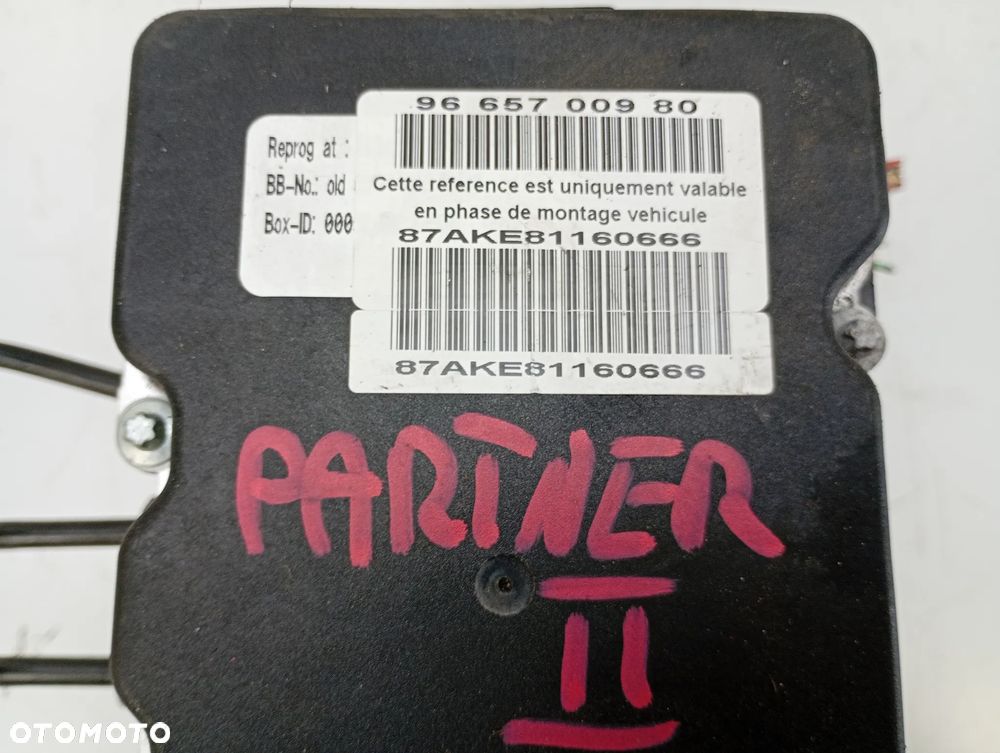 96 657 009 80
Reprog at :
BB-No.: old
Box-ID: 000
Cette reference est uniquement valable
en phase de montage vehicule
87AKE81160666
87AKE81160666
PARTNER
II
OTOMOTO